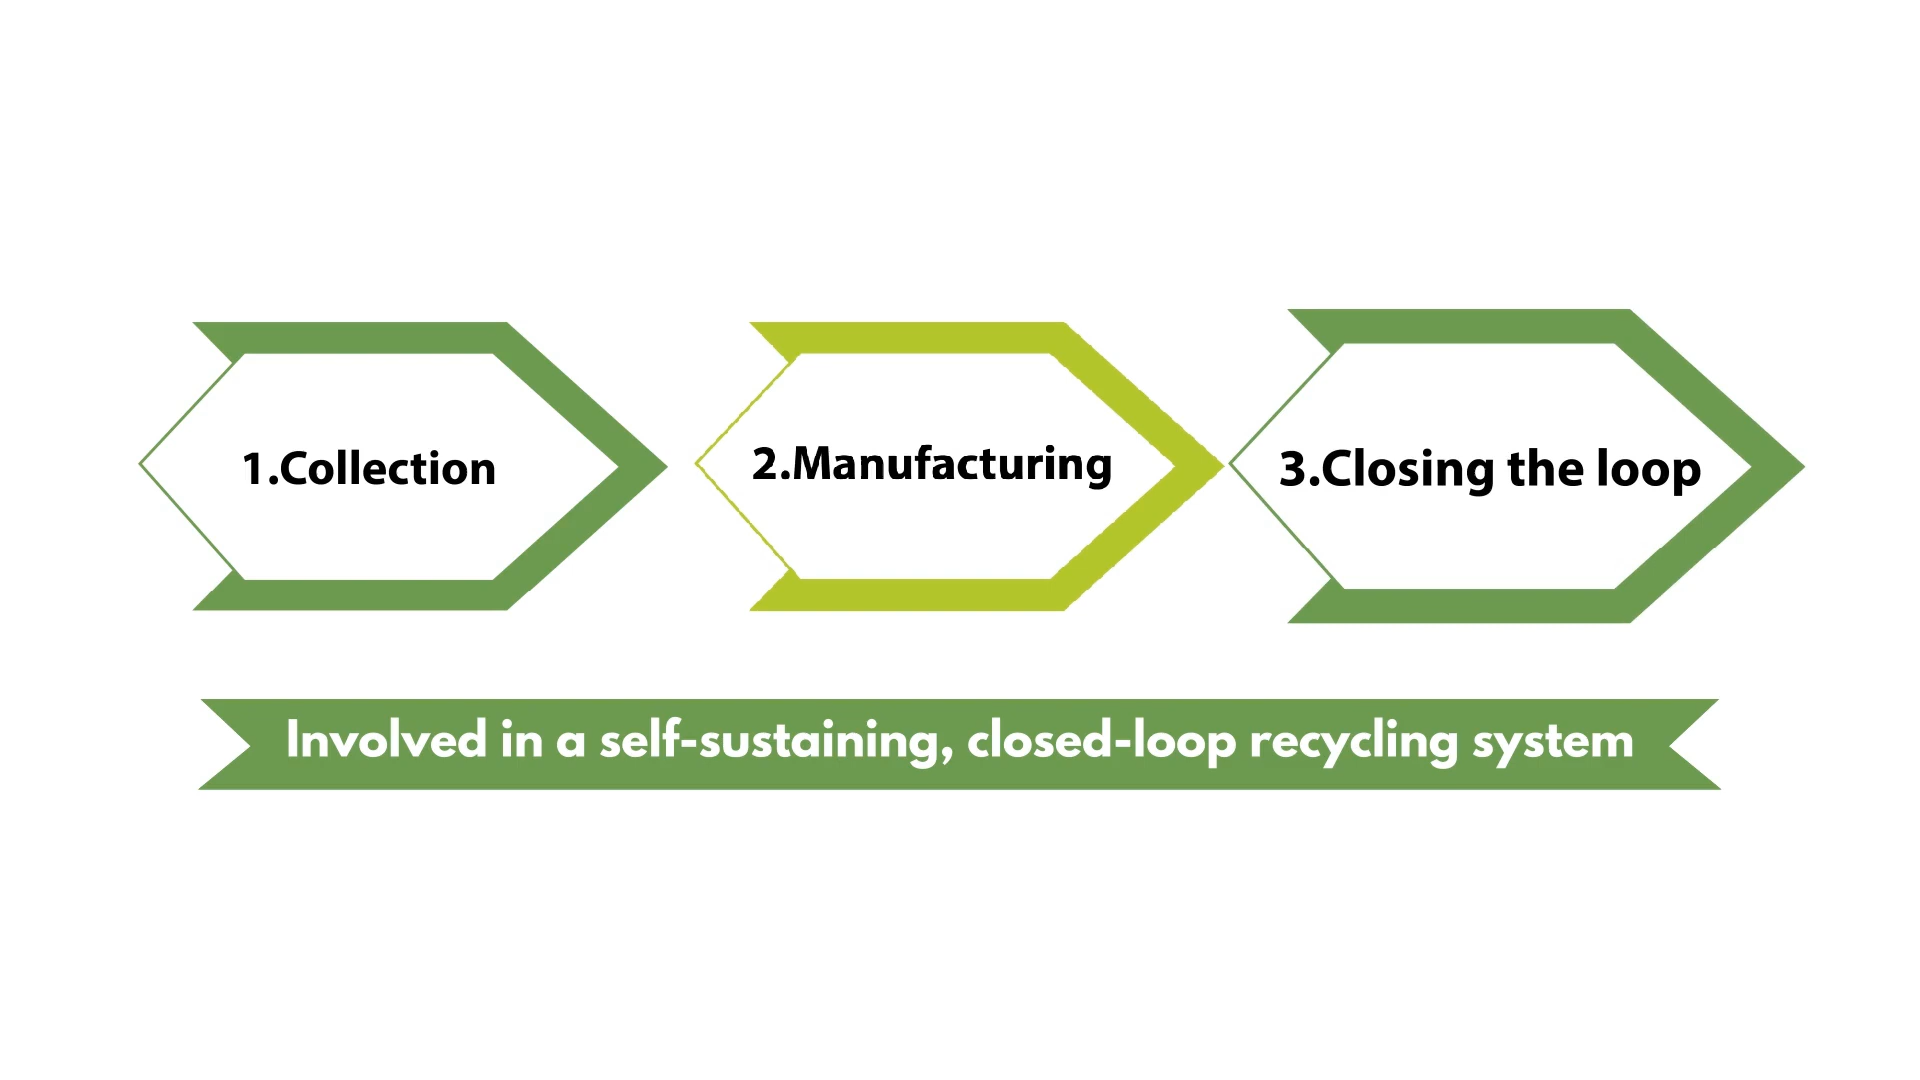 1.Collection
2.Manufacturing
3.Closing the loop
Involved in a self-sustaining, closed-loop recycling system